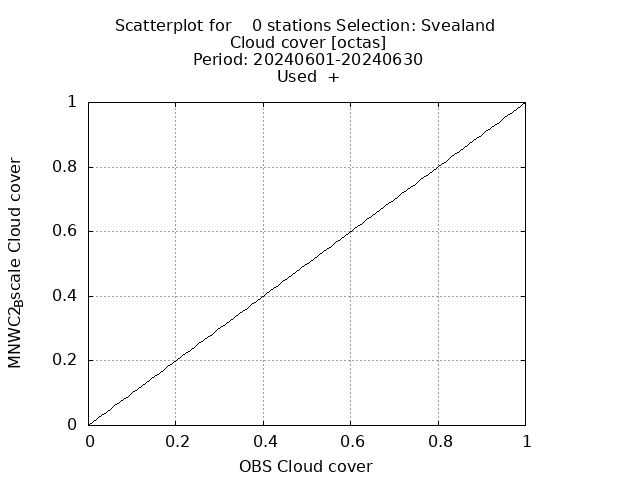 Scatterplot for    0 stations Selection: Svealand
Cloud cover [octas]
Period: 20240601-20240630
Used  +
1
0.8
0.6
0.4
0.2
0
MNWC2Bscale Cloud cover
0
0.2
0.4
0.6
0.8
1
OBS Cloud cover